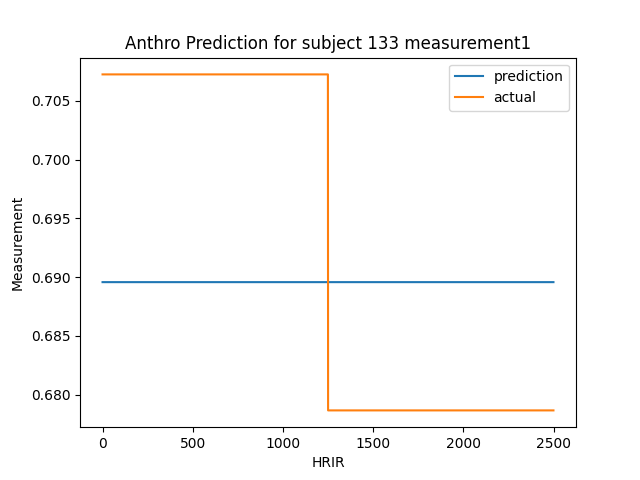 Anthro Prediction for subject 133 measurement1
prediction
actual
0.705
0.700
0.695
0.690
0.685
0.680
Measurement
0
500
1000
1500
2000
2500
HRIR